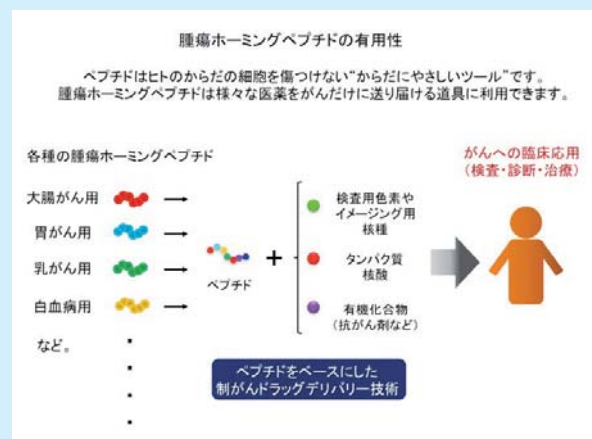 腫瘍ホーミングペプチドの有用性
ペプチドはヒトのからだの細胞を傷つけない“からだにやさしいツール”です。
腫瘍ホーミングペプチドは様々な医薬をがんだけに送り届ける道具に利用できます。
各種の腫瘍ホーミングペプチド
大腸がん用
胃がん用
乳がん用
白血病用
など。
ペプチド
+
検査用色素や
イメージング用
核種
タンパク質
核酸
有機化合物
(抗がん剤など)
がんへの臨床応用
(検査・診断・治療)
ペプチドをベースにした
制がんドラッグデリバリー技術